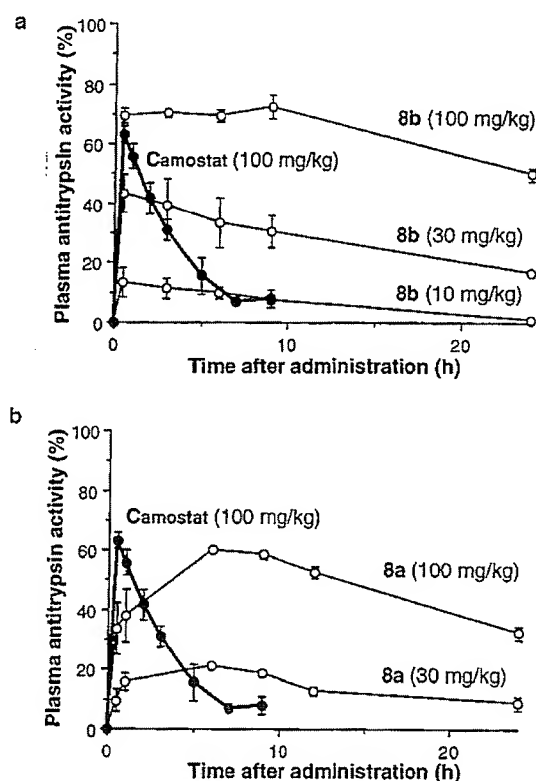 a
Plasma antitrypsin activity (%)
100
80
60
40
20
0
8b (100 mg/kg)
Camostat (100 mg/kg)
8b (30 mg/kg)
8b (10 mg/kg)
0
10
20
Time after administration (h)
b
Plasma antitrypsin activity (%)
100
80
60
40
20
0
Camostat (100 mg/kg)
8a (100 mg/kg)
8a (30 mg/kg)
0
10
20
Time after administration (h)